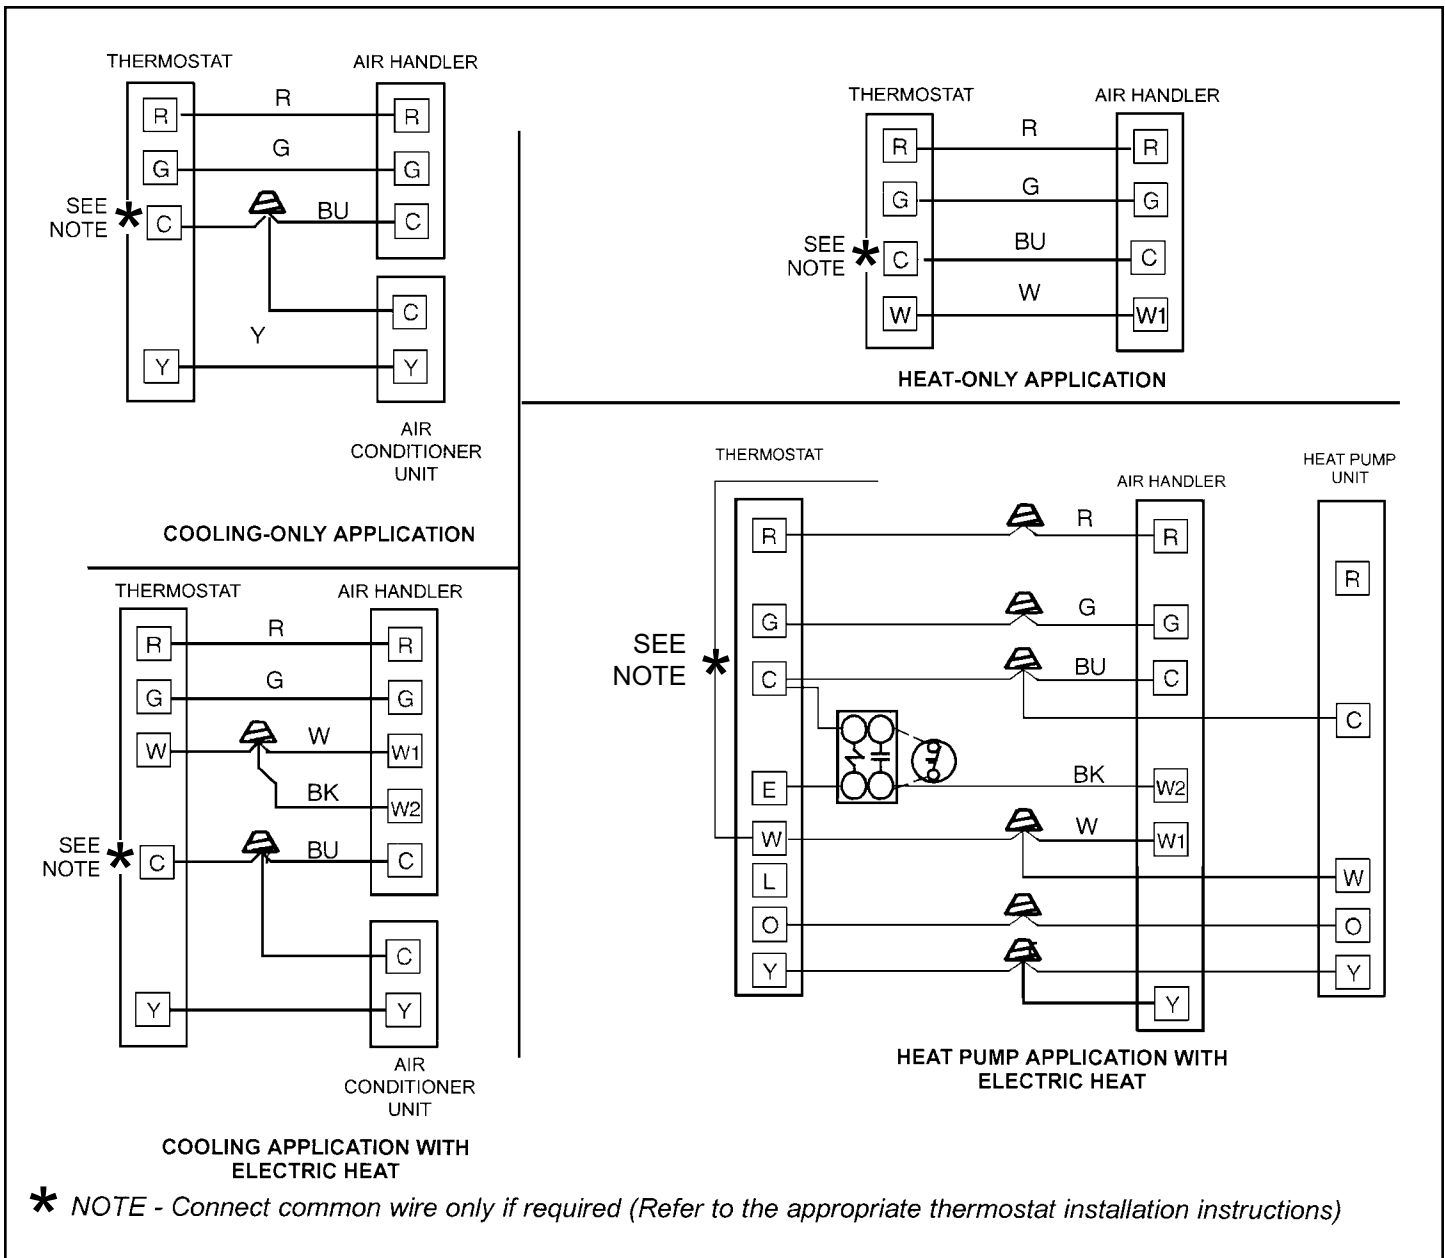 THERMOSTAT AIR HANDLER
R R R
G G G
SEE
NOTE * C BU C
C
Y Y Y
AIR
CONDITIONER
UNIT
COOLING-ONLY APPLICATION
THERMOSTAT AIR HANDLER
R R R
G G G
SEE
NOTE * C BU C
W W W1
HEAT-ONLY APPLICATION
THERMOSTAT AIR HANDLER
R R R
G G G
W W W1
BK W2
SEE
NOTE * C BU C
C
Y Y
AIR
CONDITIONER
UNIT
COOLING APPLICATION WITH
ELECTRIC HEAT
THERMOSTAT AIR HANDLER HEAT PUMP
UNIT
R R R
R
G G G
SEE
NOTE * C BU C
C
E BK W2
W W W1
L W
O O
Y Y
Y
HEAT PUMP APPLICATION WITH
ELECTRIC HEAT
* NOTE - Connect common wire only if required (Refer to the appropriate thermostat installation instructions)